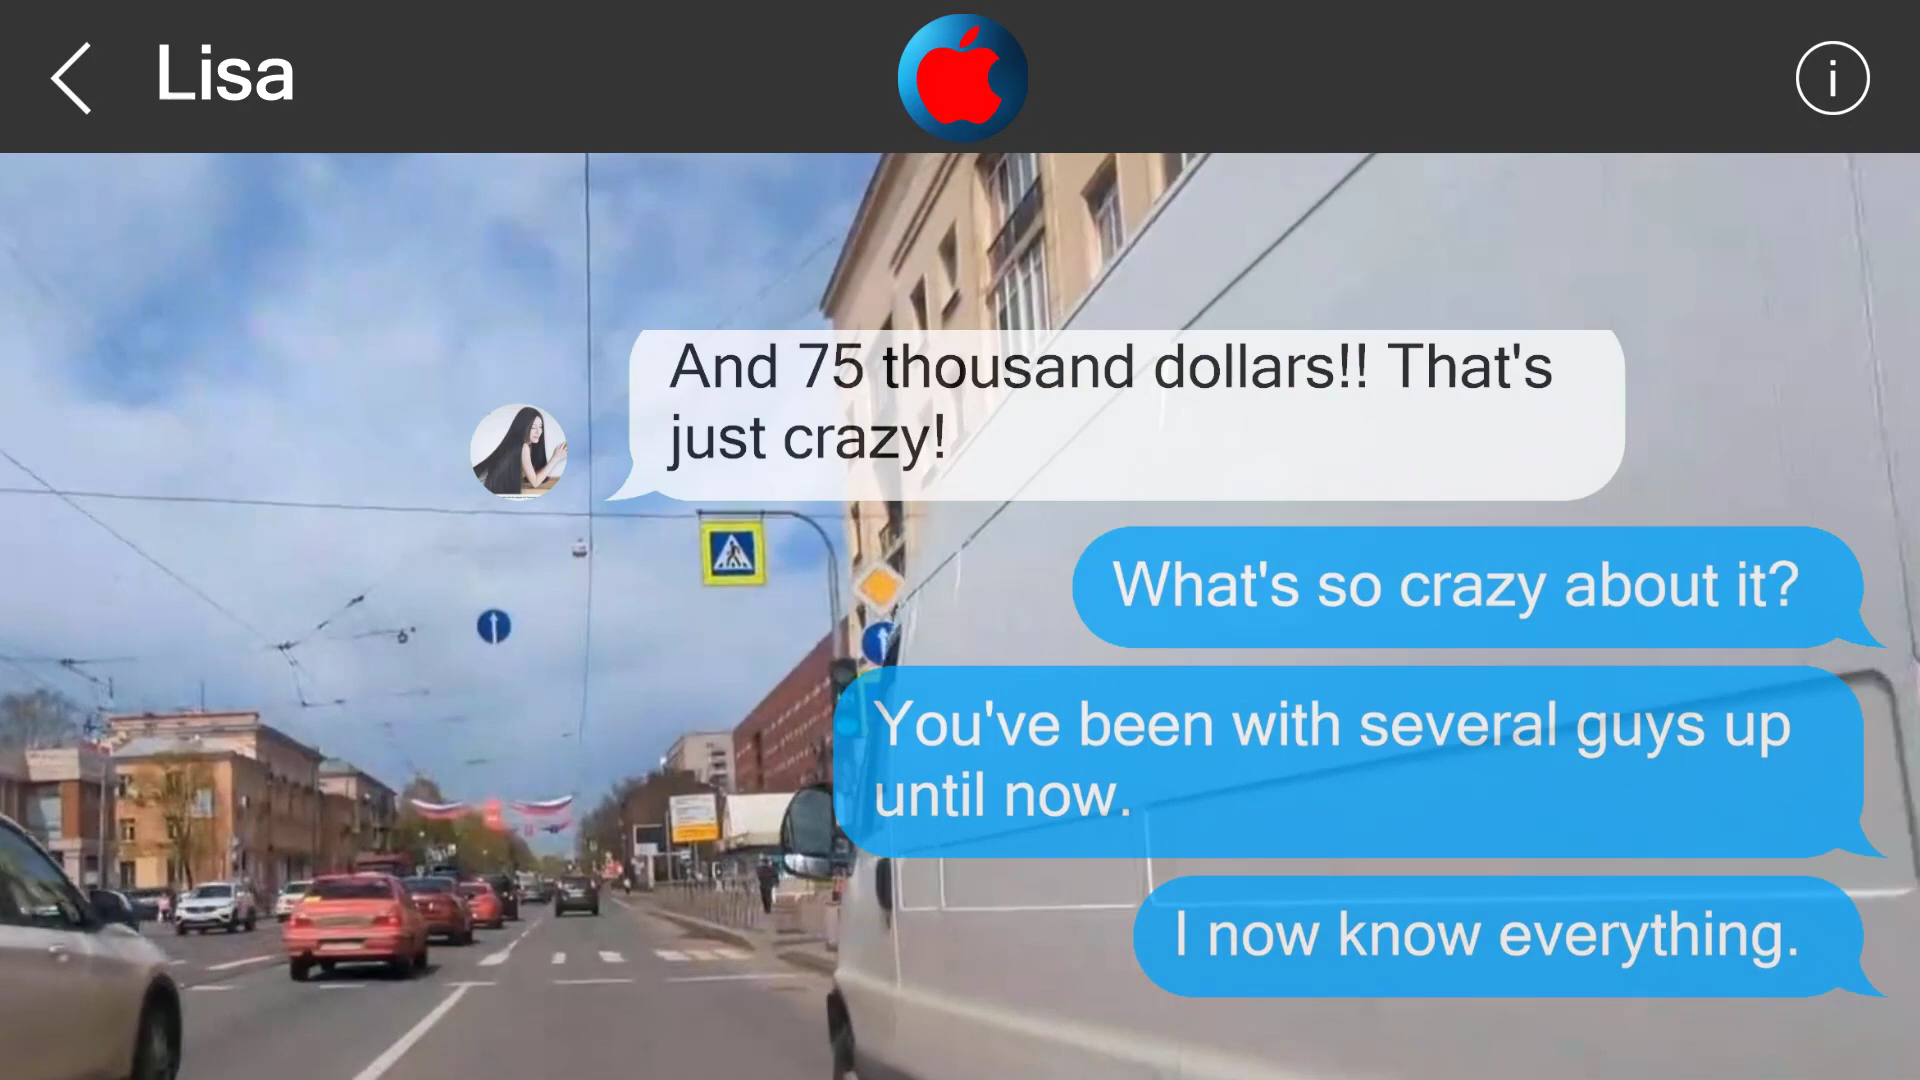 Lisa
i
And 75 thousand dollars!! That's
just crazy!
What's so crazy about it?
You've been with several guys up
until now.
I now know everything.